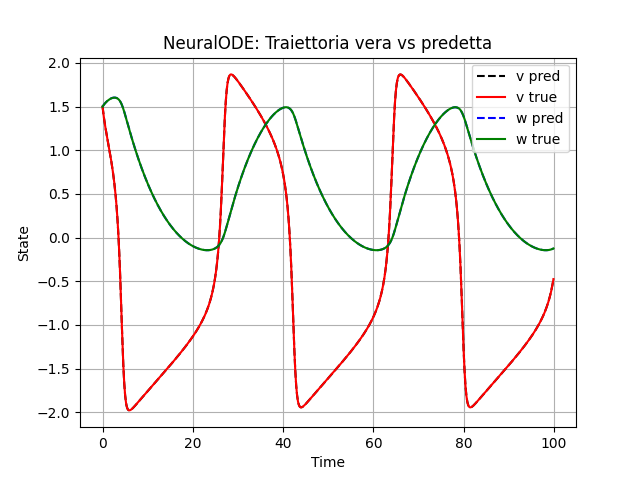 NeuralODE: Traiettoria vera vs predetta
v pred
v true
w pred
w true
State
2.0
1.5
1.0
0.5
0.0
−0.5
−1.0
−1.5
−2.0
0 20 40 60 80 100
Time